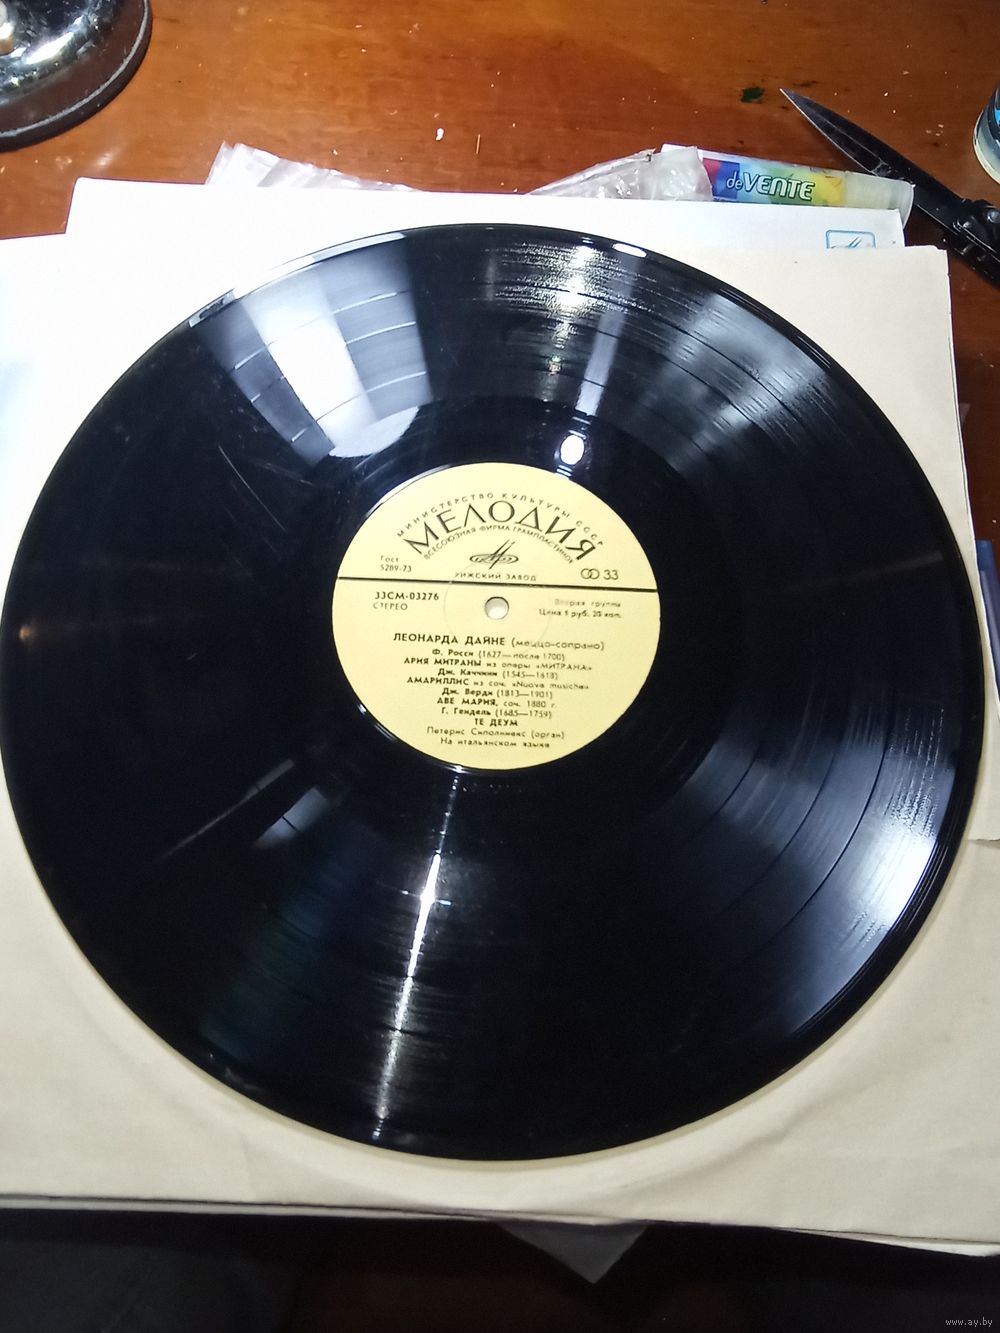 deVENTE
МИНИСТЕРСТВО КУЛЬТУРЫ СССР
МЕЛОДИЯ
ВСЕСОЮЗНАЯ ФИРМА ГРАМПЛАСТИНОК
Гост
5289-73
33
РИЖСКИЙ ЗАВОД
33СМ-03276
СТЕРЕО
Вторая группа
Цена 1 руб. 20 коп.
ЛЕОНАРДА ДАЙНЕ (меццо-сопрано)
Ф. Росси (1627—после 1700)
АРИЯ МИТРАНЫ из оперы «МИТРАНА»
Дж. Каччини (1545—1618)
АМАРИЛЛИС из соч. «Nuove musiche»
Дж. Верди (1813—1901)
АВЕ МАРИЯ, соч. 1880 г.
Г. Гендель (1685—1759)
ТЕ ДЕУМ
Петерис Сиполниекс (орган)
На итальянском языке
www.ay.by